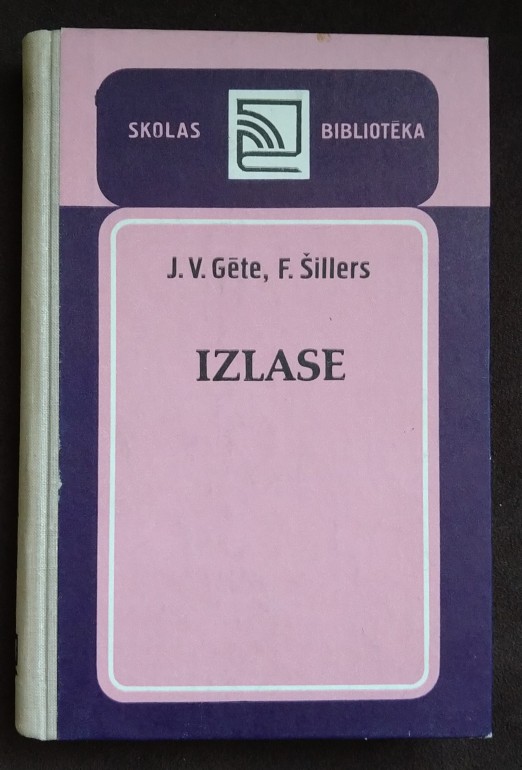 SKOLAS BIBLIOTĒKA
J. V. Gēte, F. Šillers
IZLASE